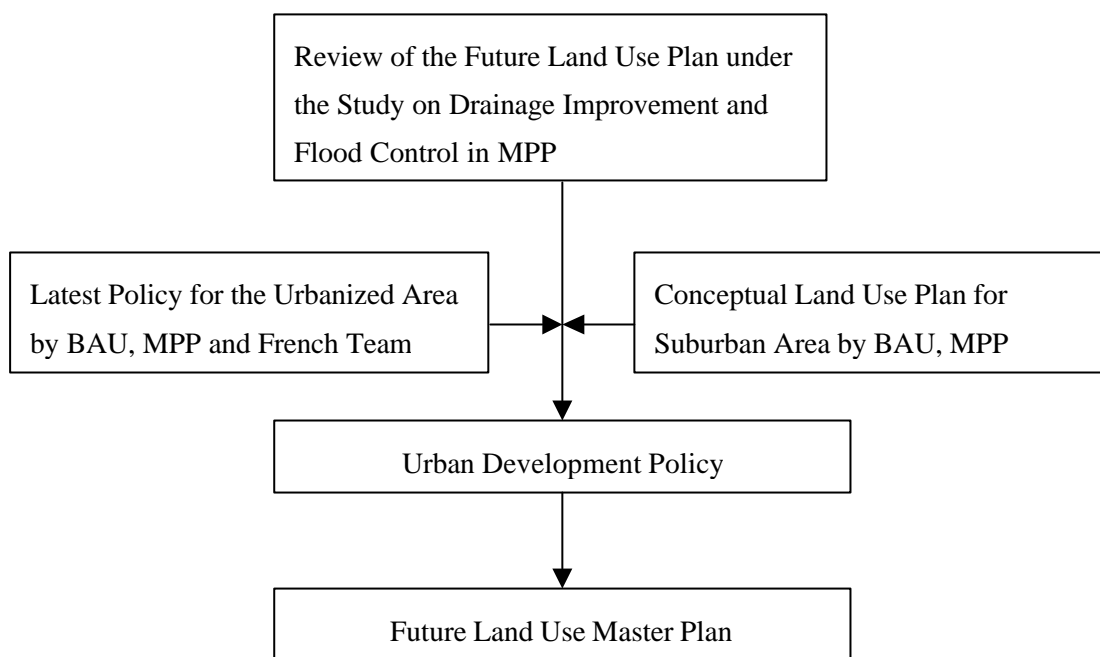 Review of the Future Land Use Plan under
the Study on Drainage Improvement and
Flood Control in MPP
Latest Policy for the Urbanized Area
by BAU, MPP and French Team
Conceptual Land Use Plan for
Suburban Area by BAU, MPP
Urban Development Policy
Future Land Use Master Plan